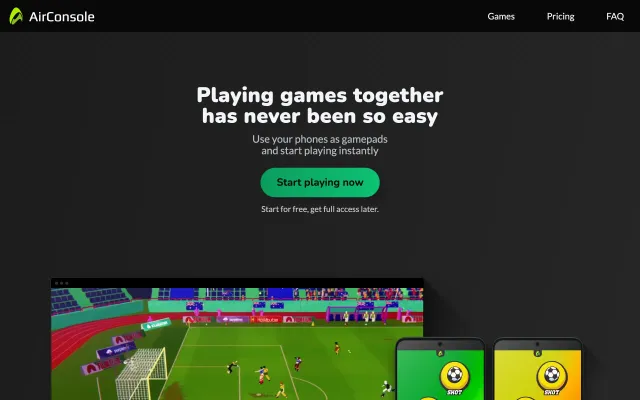 AirConsole
Games
Pricing
FAQ
Playing games together
has never been so easy
Use your phones as gamepads
and start playing instantly
Start playing now
Start for free, get full access later.
SHOT
SHOT